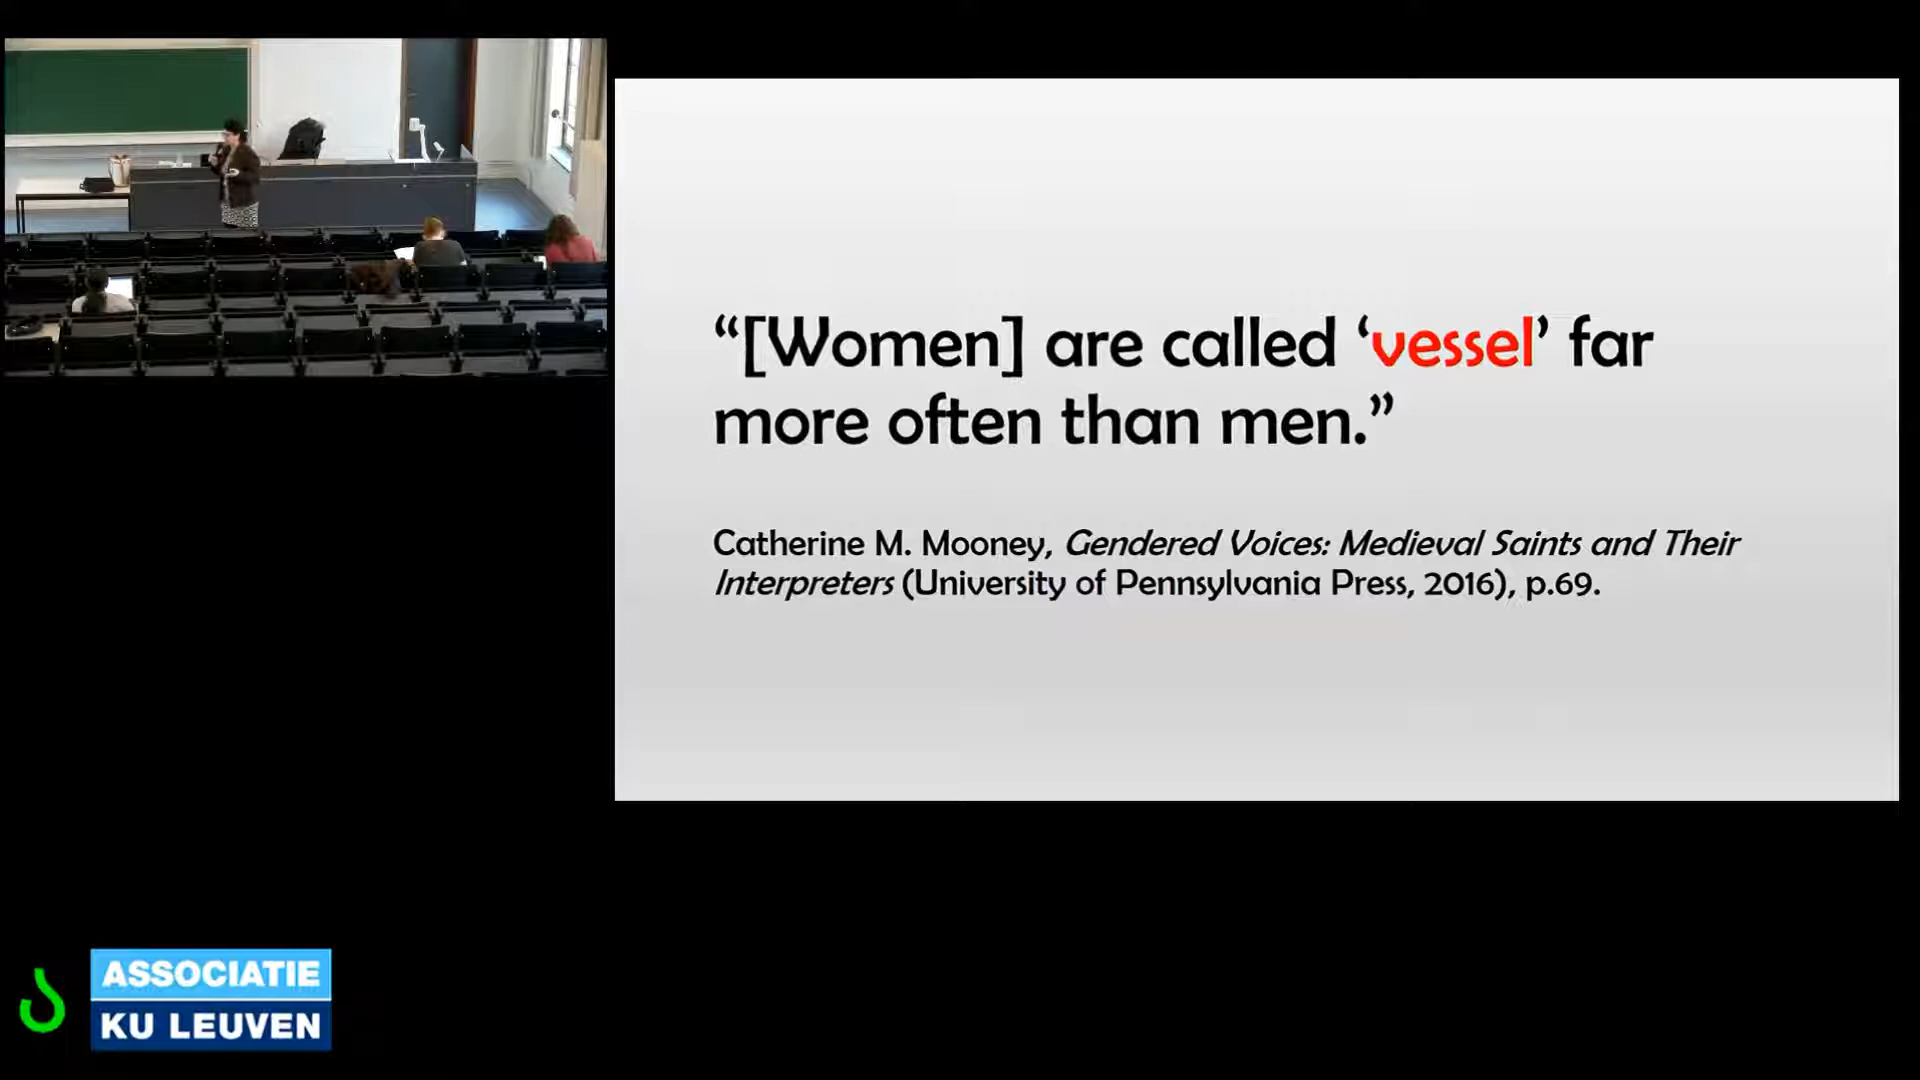 “[Women] are called ‘vessel’ far
more often than men.”
Catherine M. Mooney, Gendered Voices: Medieval Saints and Their
Interpreters (University of Pennsylvania Press, 2016), p.69.
ASSOCIATIE
KU LEUVEN